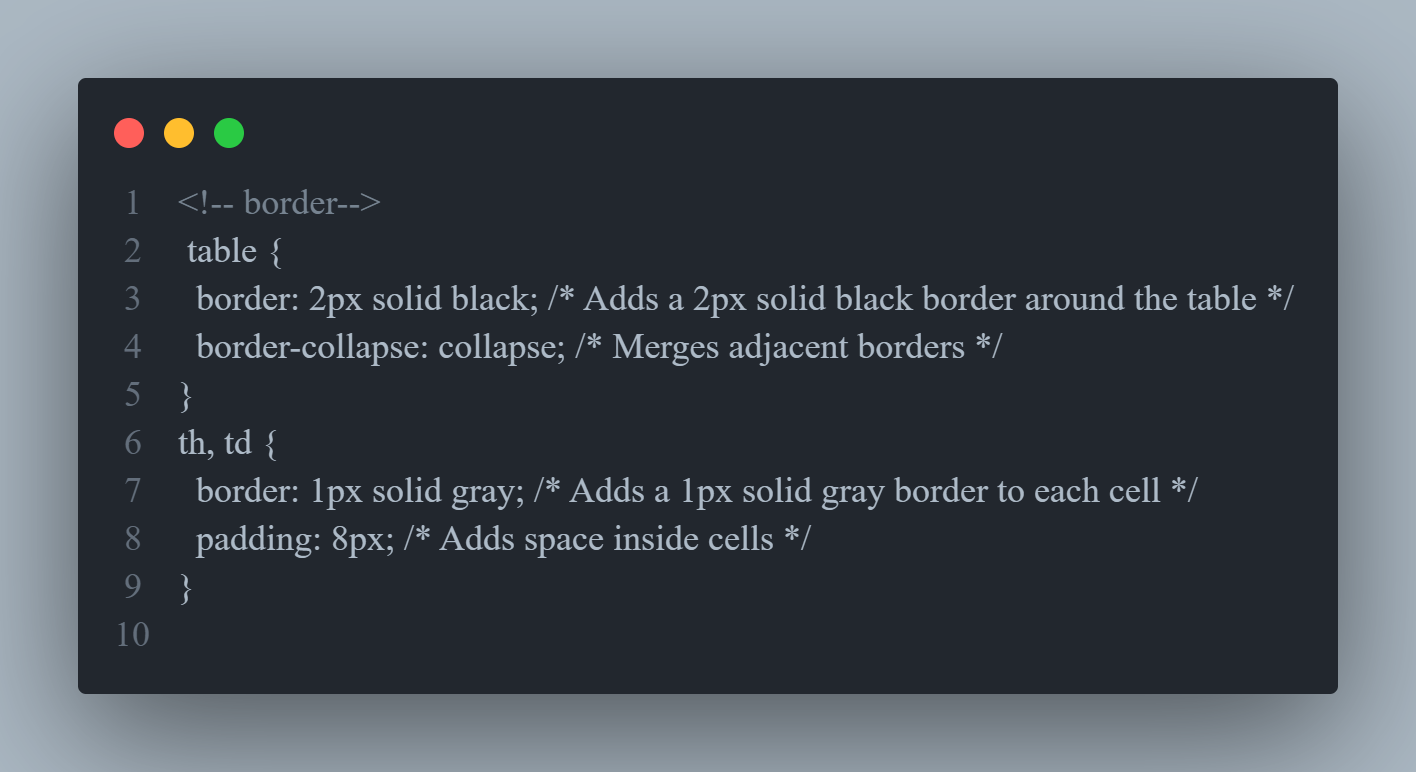 1 <!-- border-->
2 table {
3 border: 2px solid black; /* Adds a 2px solid black border around the table */
4 border-collapse: collapse; /* Merges adjacent borders */
5 }
6 th, td {
7 border: 1px solid gray; /* Adds a 1px solid gray border to each cell */
8 padding: 8px; /* Adds space inside cells */
9 }
10